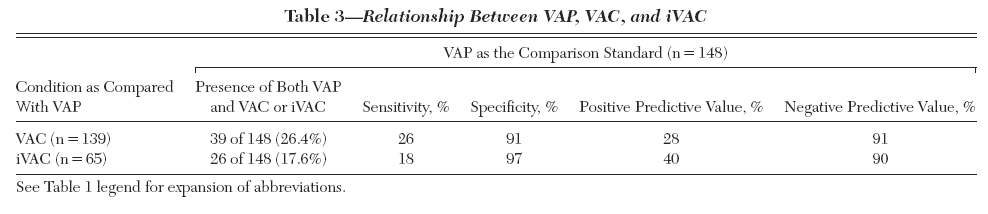 Table 3—Relationship Between VAP, VAC, and iVAC
VAP as the Comparison Standard (n = 148)
Condition as Compared Presence of Both VAP
With VAP and VAC or iVAC Sensitivity, % Specificity, % Positive Predictive Value, % Negative Predictive Value, %
VAC (n = 139) 39 of 148 (26.4%) 26 91 28 91
iVAC (n = 65) 26 of 148 (17.6%) 18 97 40 90
See Table 1 legend for expansion of abbreviations.